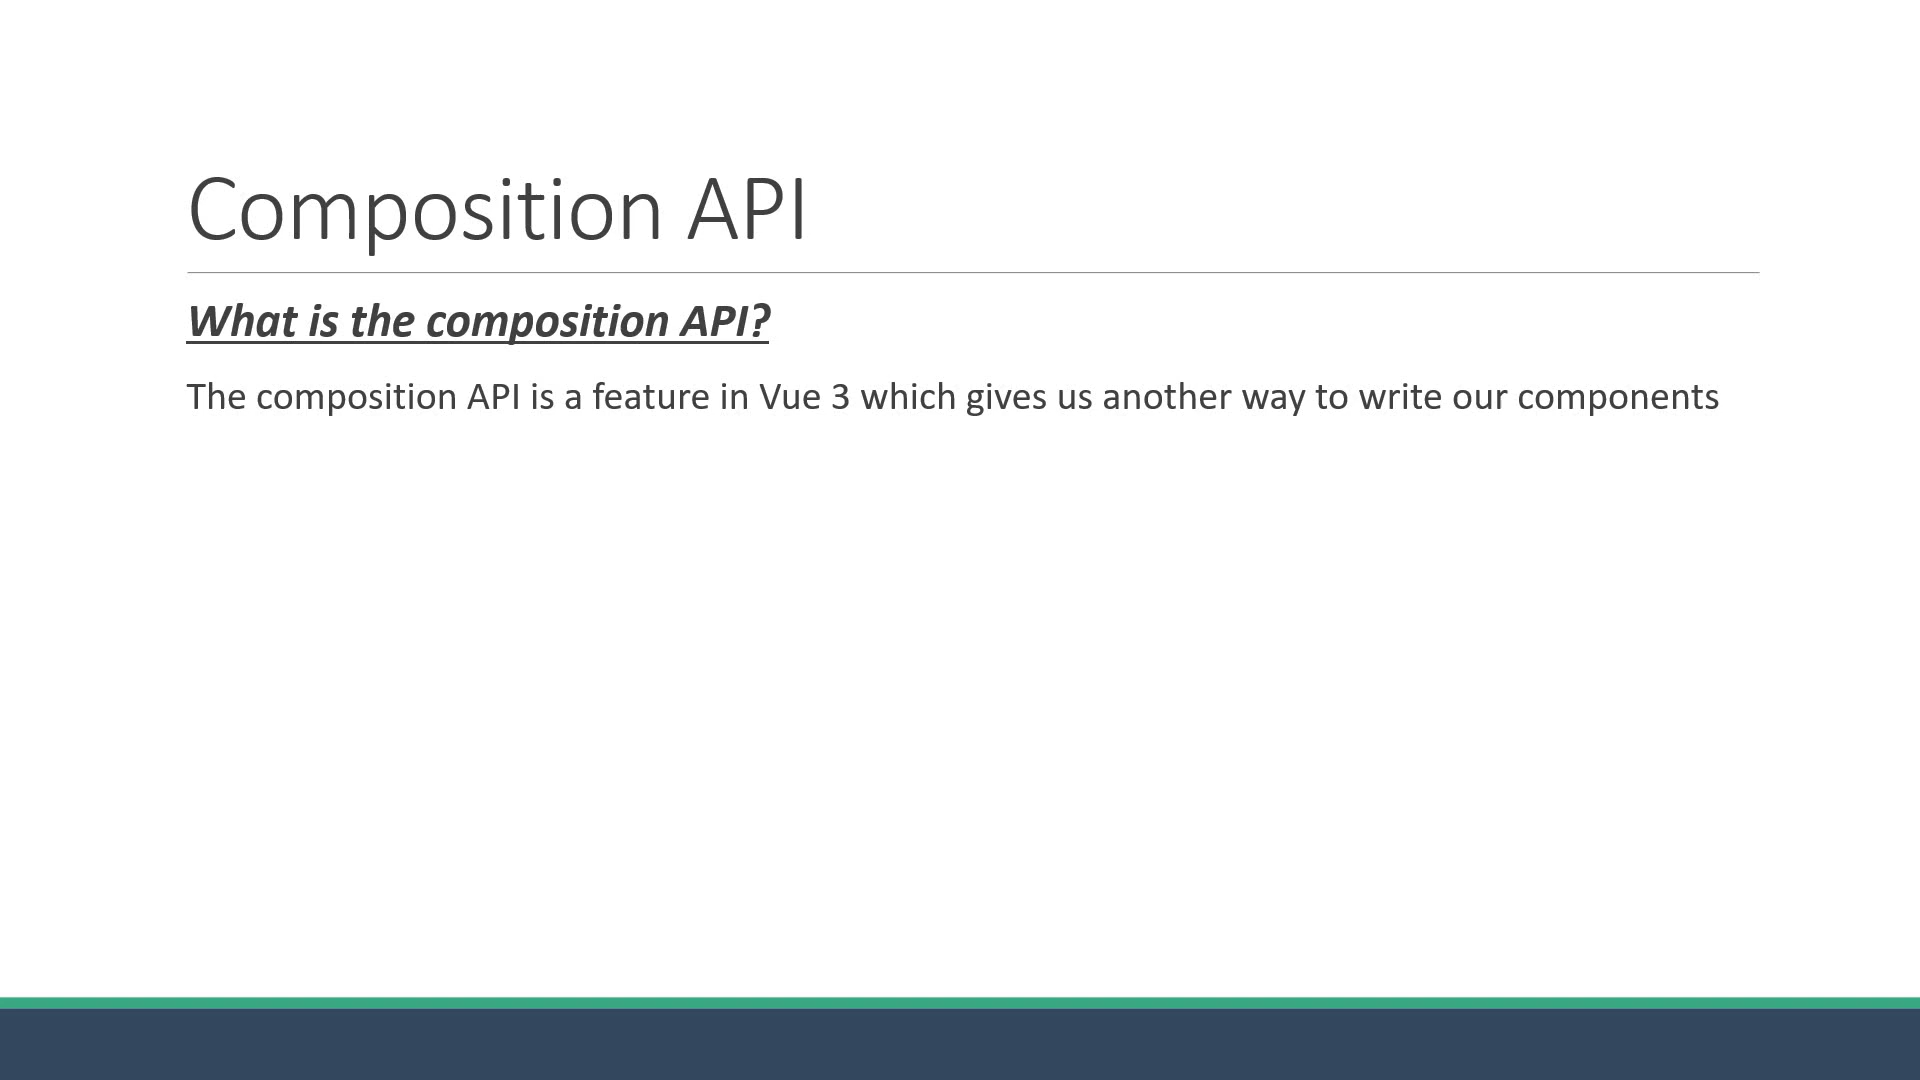 Composition API
What is the composition API?
The composition API is a feature in Vue 3 which gives us another way to write our components